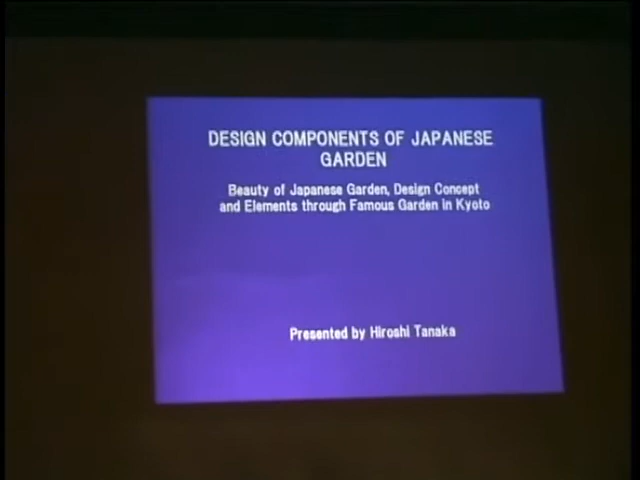 DESIGN COMPONENTS OF JAPANESE
GARDEN
Beauty of Japanese Garden, Design Concept
and Elements through Famous Garden in Kyoto
Presented by Hiroshi Tanaka